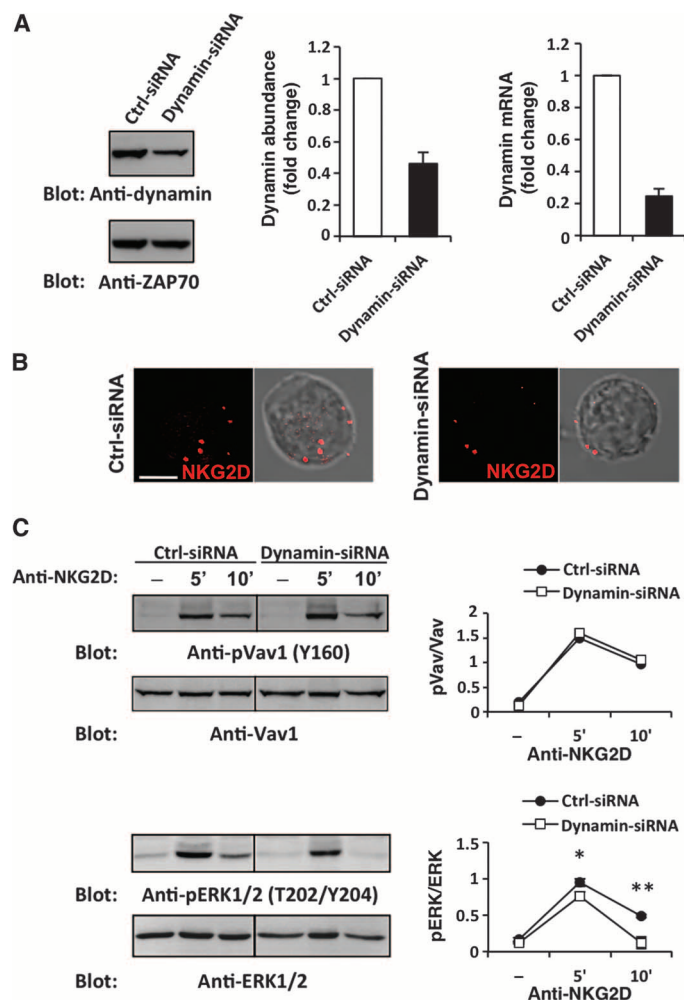 A
Ctrl-siRNA
Dynamin-siRNA
Blot: Anti-dynamin
Blot: Anti-ZAP70
Dynamin abundance
(fold change)
1.2
1
0.8
0.6
0.4
0.2
0
Ctrl-siRNA
Dynamin-siRNA
Dynamin mRNA
(fold change)
1.2
1
0.8
0.6
0.4
0.2
0
Ctrl-siRNA
Dynamin-siRNA
B
Ctrl-siRNA
NKG2D
Dynamin-siRNA
NKG2D
C
Ctrl-siRNA Dynamin-siRNA
Anti-NKG2D: – 5' 10' – 5' 10'
Blot: Anti-pVav1 (Y160)
Blot: Anti-Vav1
Ctrl-siRNA
Dynamin-siRNA
pVav/Vav
2
1.5
1
0.5
0
– 5' 10'
Anti-NKG2D
Blot: Anti-pERK1/2 (T202/Y204)
Blot: Anti-ERK1/2
Ctrl-siRNA
Dynamin-siRNA
pERK/ERK
1.5
1
0.5
0
* **
– 5' 10'
Anti-NKG2D